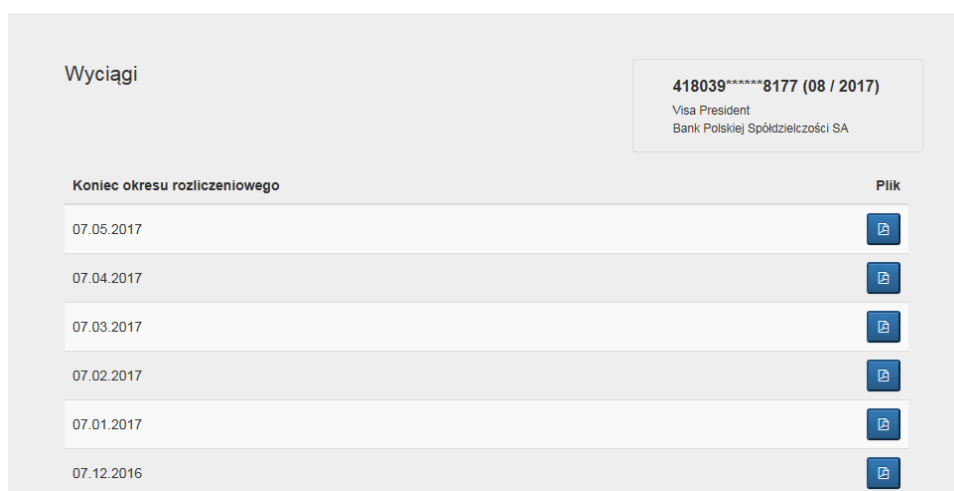 Wyciągi
418039******8177 (08 / 2017)
Visa President
Bank Polskiej Spółdzielczości SA
Koniec okresu rozliczeniowego Plik
07.05.2017
07.04.2017
07.03.2017
07.02.2017
07.01.2017
07.12.2016